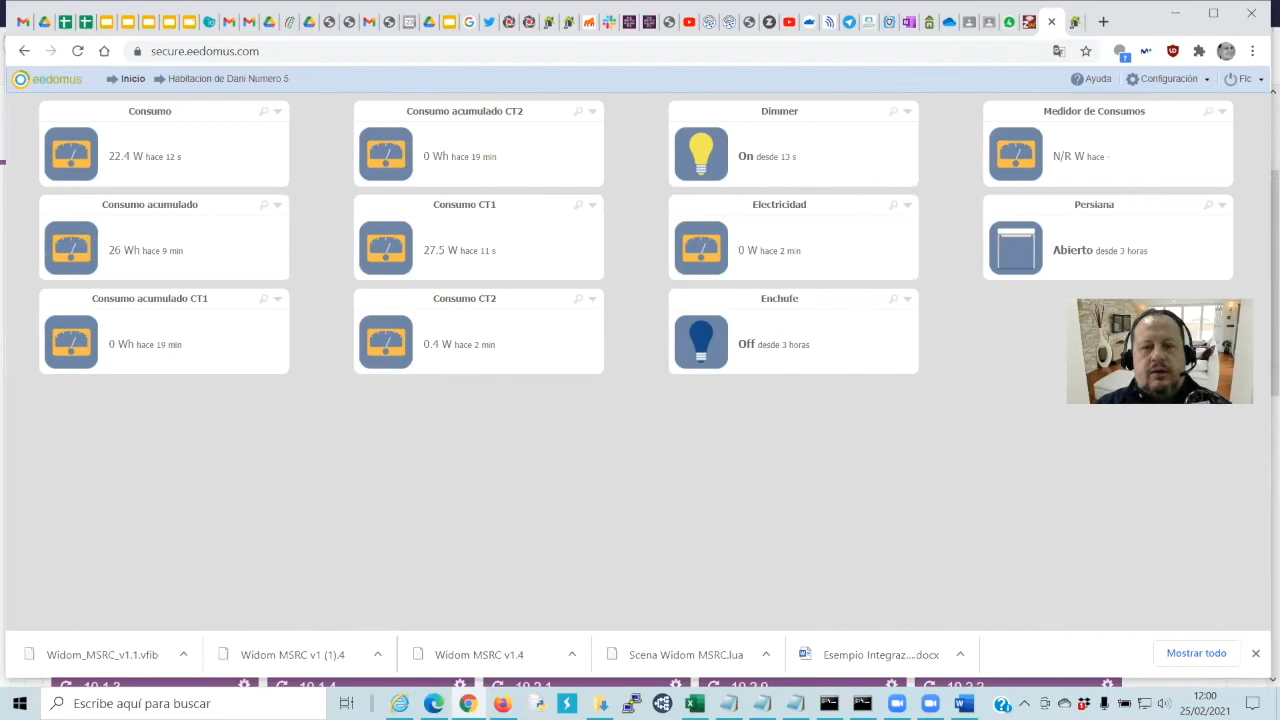 secure.eedomus.com
eedomus
Inicio
Habitacion de Dani Numero 5
Ayuda
Configuración
Flc
Consumo
22.4 W hace 12 s
Consumo acumulado CT2
0 Wh hace 19 min
Dimmer
On desde 13 s
Medidor de Consumos
N/R W hace -
Consumo acumulado
26 Wh hace 9 min
Consumo CT1
27.5 W hace 11 s
Electricidad
0 W hace 2 min
Persiana
Abierto desde 3 horas
Consumo acumulado CT1
0 Wh hace 19 min
Consumo CT2
0.4 W hace 2 min
Enchufe
Off desde 3 horas
Widom_MSRC_v1.1.vfib
Widom MSRC v1 (1).4
Widom MSRC v1.4
Scena Widom MSRC.lua
Esempio Integraz....docx
Mostrar todo
Escribe aquí para buscar
12:00
25/02/2021